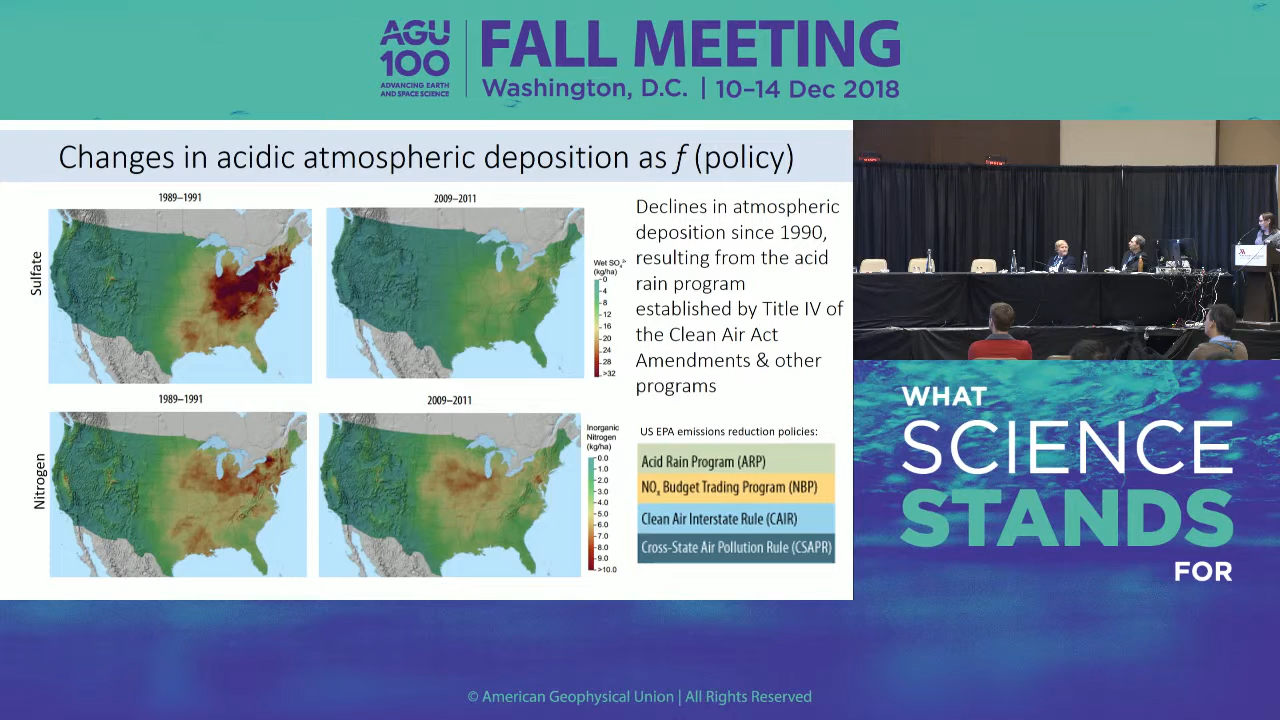 AGU
100
ADVANCING EARTH
AND SPACE SCIENCE
FALL MEETING
Washington, D.C. | 10–14 Dec 2018
Changes in acidic atmospheric deposition as f (policy)
1989–1991
2009–2011
Sulfate
Wet SO₄²⁻
(kg/ha)
0
4
8
12
16
20
24
28
>32
1989–1991
2009–2011
Nitrogen
Inorganic
Nitrogen
(kg/ha)
0.0
1.0
2.0
3.0
4.0
5.0
6.0
7.0
8.0
9.0
>10.0
Declines in atmospheric
deposition since 1990,
resulting from the acid
rain program
established by Title IV of
the Clean Air Act
Amendments & other
programs
US EPA emissions reduction policies:
Acid Rain Program (ARP)
NOₓ Budget Trading Program (NBP)
Clean Air Interstate Rule (CAIR)
Cross-State Air Pollution Rule (CSAPR)
WHAT
SCIENCE
STANDS
FOR
© American Geophysical Union | All Rights Reserved